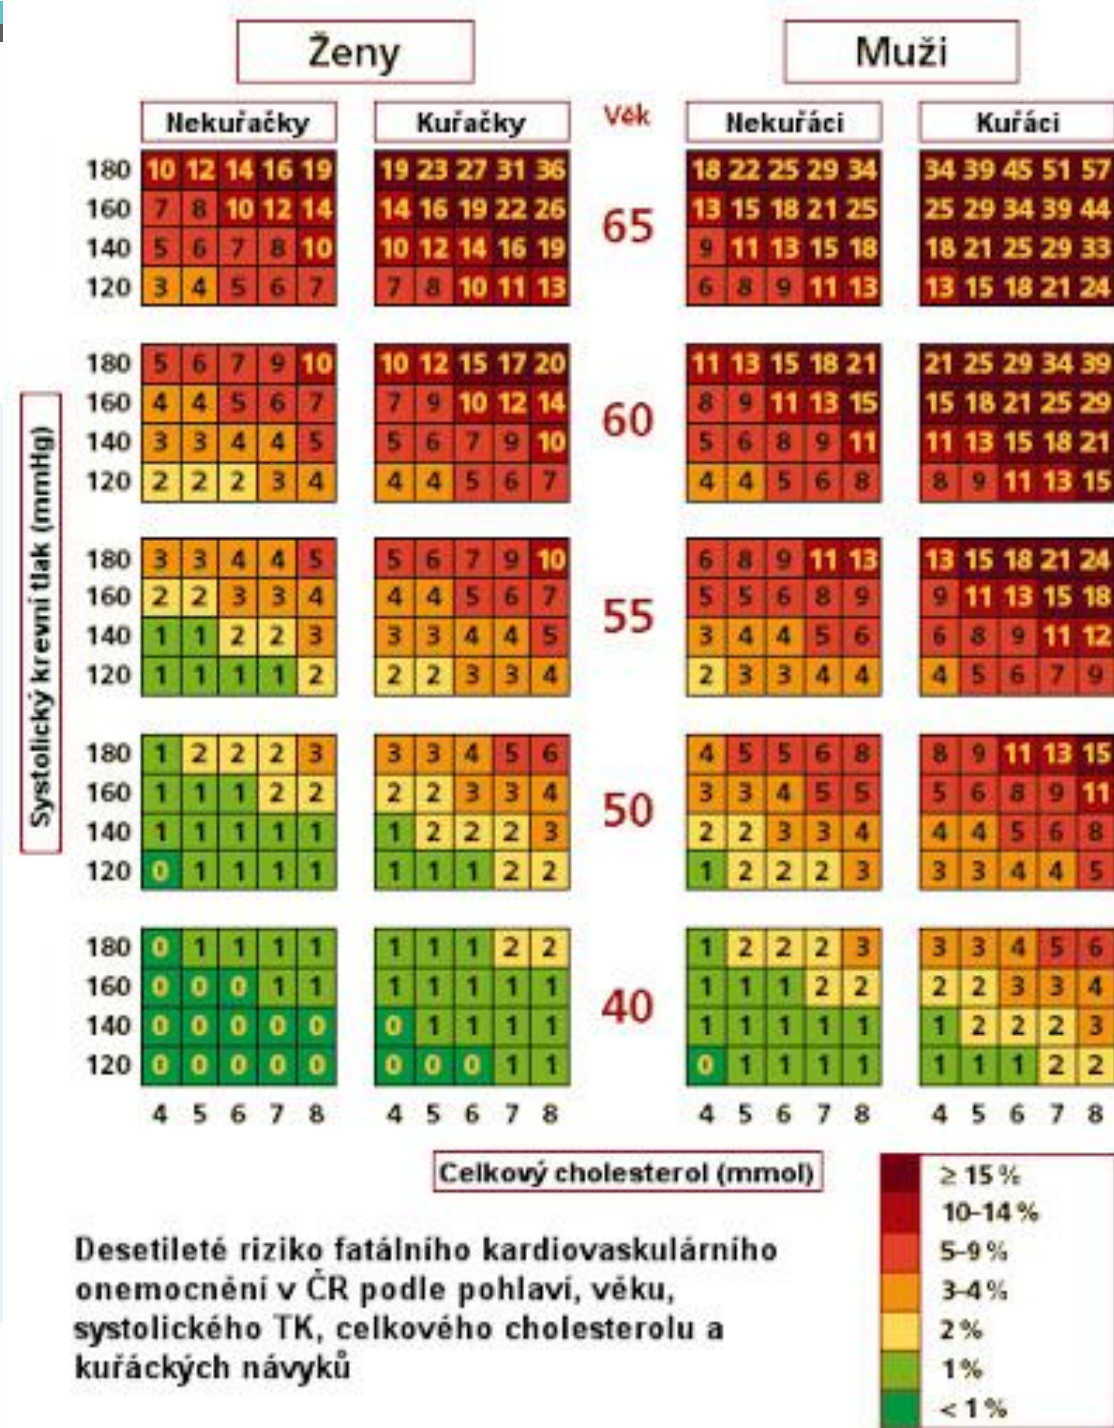 Ženy Muži
Nekuřačky Kuřačky Věk Nekuřáci Kuřáci
180 10 12 14 16 19 19 23 27 31 36 18 22 25 29 34 34 39 45 51 57
160 7 8 10 12 14 14 16 19 22 26 13 15 18 21 25 25 29 34 39 44
65
140 5 6 7 8 10 10 12 14 16 19 9 11 13 15 18 18 21 25 29 33
120 3 4 5 6 7 7 8 10 11 13 6 8 9 11 13 13 15 18 21 24
180 5 6 7 9 10 10 12 15 17 20 11 13 15 18 21 21 25 29 34 39
160 4 4 5 6 7 7 9 10 12 14 8 9 11 13 15 15 18 21 25 29
60
140 3 3 4 4 5 5 6 7 9 10 5 6 8 9 11 11 13 15 18 21
120 2 2 2 3 4 4 4 5 6 7 4 4 5 6 8 8 9 11 13 15
180 3 3 4 4 5 5 6 7 9 10 6 8 9 11 13 13 15 18 21 24
160 2 2 3 3 4 4 4 5 6 7 5 5 6 8 9 9 11 13 15 18
55
140 1 1 2 2 3 3 3 4 4 5 3 4 4 5 6 6 8 9 11 12
120 1 1 1 1 2 2 2 3 3 4 2 3 3 4 4 4 5 6 7 9
180 1 2 2 2 3 3 3 4 5 6 4 5 5 6 8 8 9 11 13 15
160 1 1 1 2 2 2 2 3 3 4 3 3 4 5 5 5 6 8 9 11
50
140 1 1 1 1 1 1 2 2 2 3 2 2 3 3 4 4 4 5 6 8
120 0 1 1 1 1 1 1 1 2 2 1 2 2 2 3 3 3 4 4 5
180 0 1 1 1 1 1 1 1 2 2 1 2 2 2 3 3 3 4 5 6
160 0 0 0 1 1 1 1 1 1 1 1 1 1 2 2 2 2 3 3 4
40
140 0 0 0 0 0 0 1 1 1 1 1 1 1 1 1 1 2 2 2 3
120 0 0 0 0 0 0 0 0 1 1 0 1 1 1 1 1 1 1 2 2
4 5 6 7 8 4 5 6 7 8 4 5 6 7 8 4 5 6 7 8
Systolický krevní tlak (mmHg)
Celkový cholesterol (mmol)
≥ 15 %
10–14 %
5–9 %
3–4 %
2 %
1 %
< 1 %
Desetileté riziko fatálního kardiovaskulárního
onemocnění v ČR podle pohlaví, věku,
systolického TK, celkového cholesterolu a
kuřáckých návyků